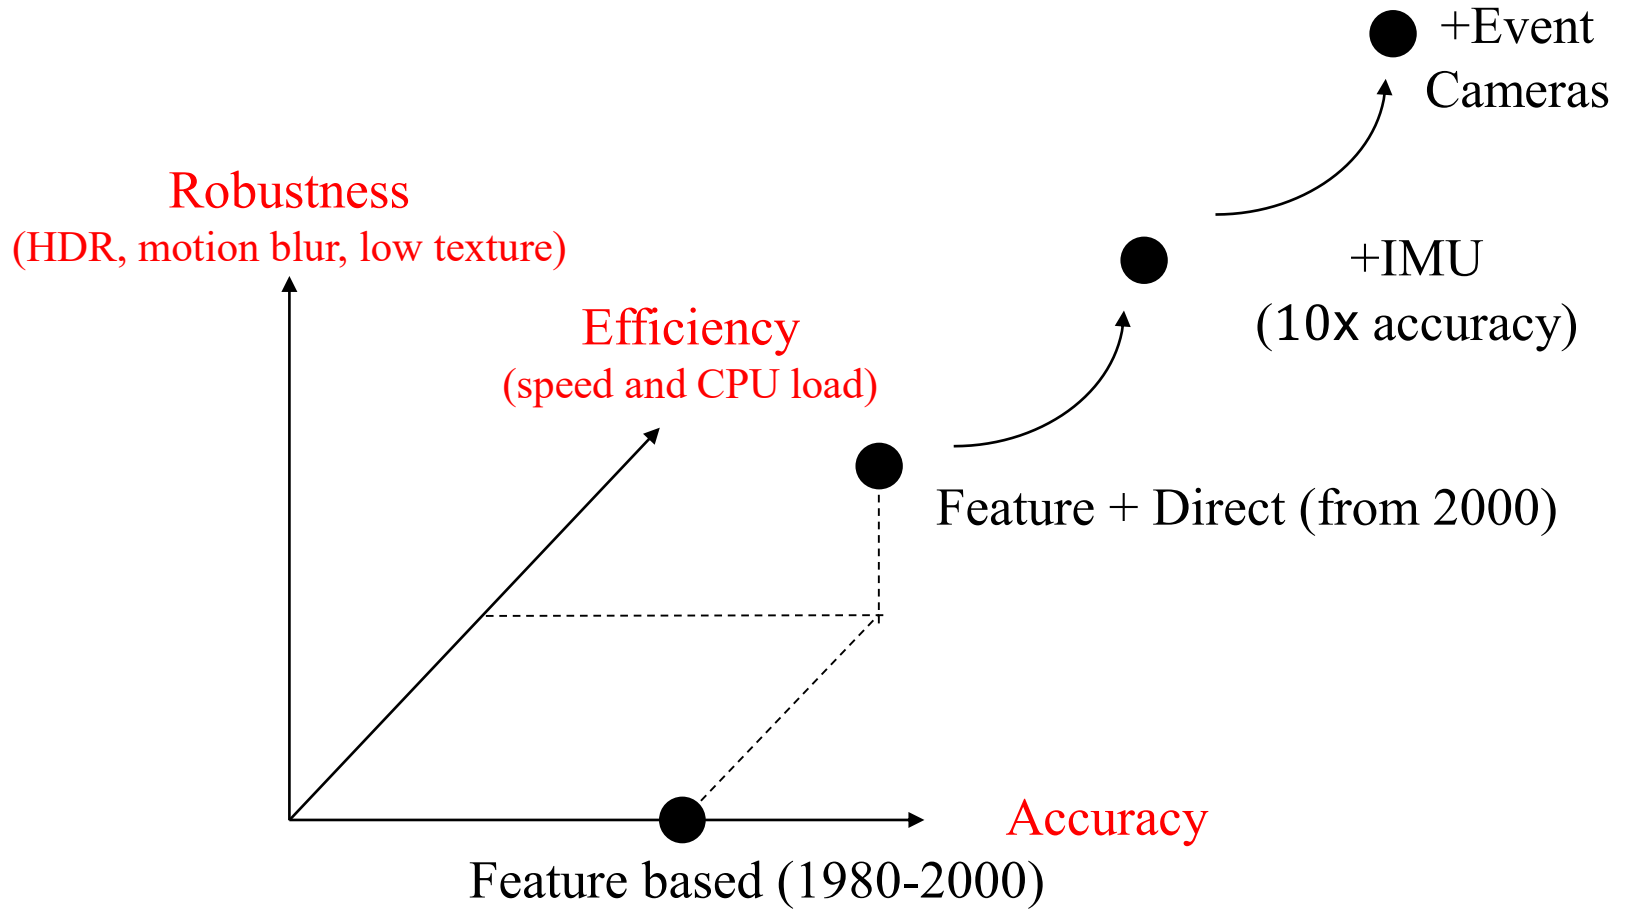 +Event
Cameras
Robustness
(HDR, motion blur, low texture)
+IMU
(10x accuracy)
Efficiency
(speed and CPU load)
Feature + Direct (from 2000)
Accuracy
Feature based (1980-2000)